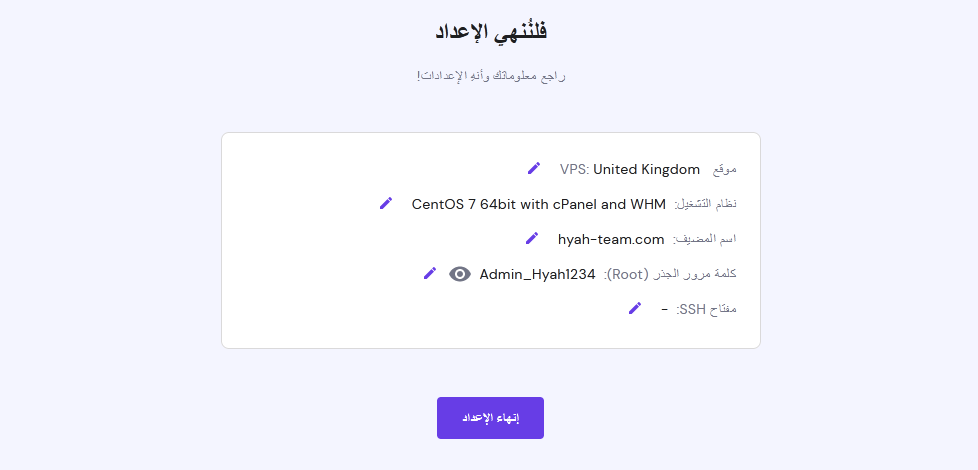 فلنُنهي الإعداد
راجع معلوماتك وأنهِ الإعدادات!
موقع VPS: United Kingdom
نظام التشغيل: CentOS 7 64bit with cPanel and WHM
اسم المضيف: hyah-team.com
كلمة مرور الجذر (Root): Admin_Hyah1234
مفتاح SSH: -
إنهاء الإعداد